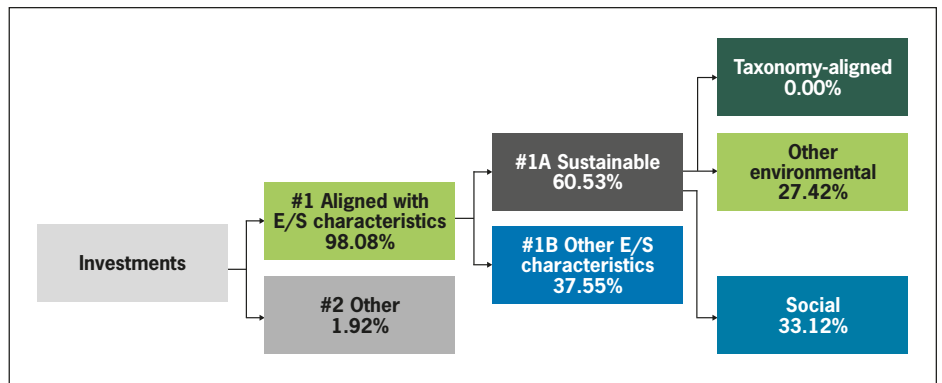 Investments
#1 Aligned with
E/S characteristics
98.08%
#2 Other
1.92%
#1A Sustainable
60.53%
#1B Other E/S
characteristics
37.55%
Taxonomy-aligned
0.00%
Other
environmental
27.42%
Social
33.12%